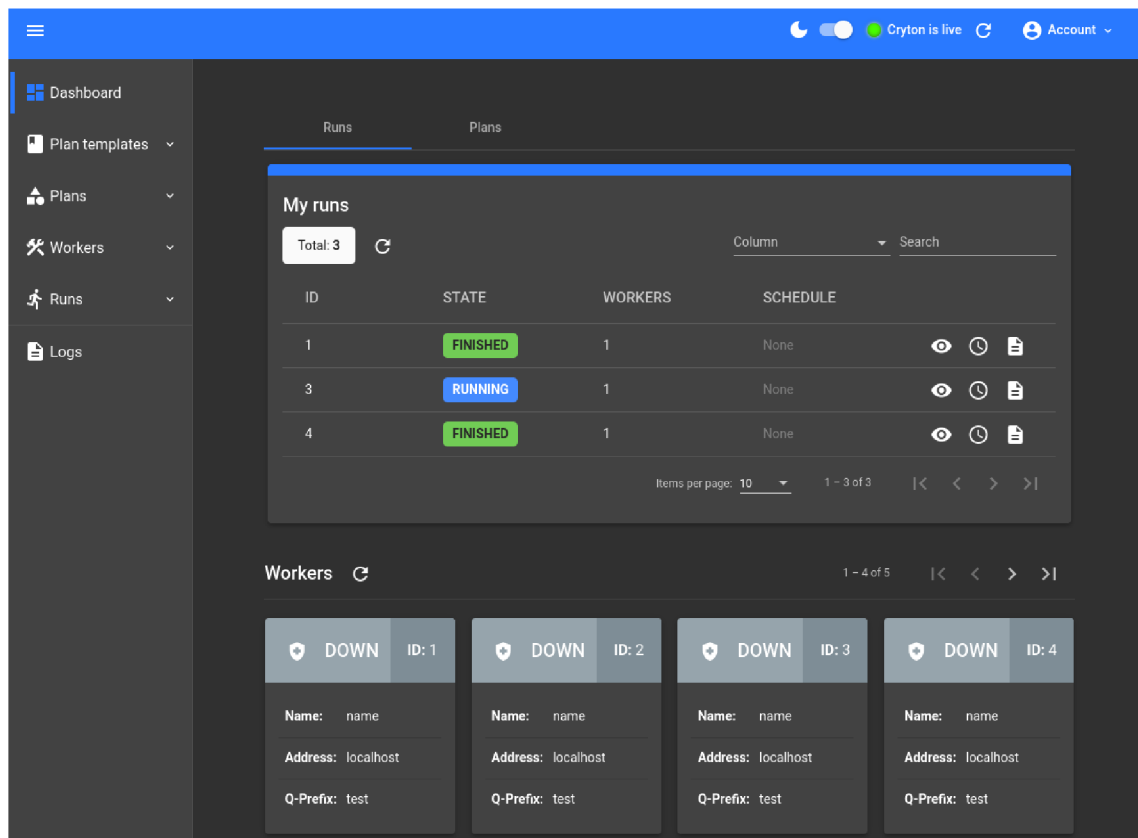 Cryton is live Account
Dashboard
Plan templates
Plans
Workers
Runs
Logs
Runs Plans
My runs
Total: 3 Column Search
ID STATE WORKERS SCHEDULE
1 FINISHED 1 None
3 RUNNING 1 None
4 FINISHED 1 None
Items per page: 10 1 – 3 of 3
Workers 1 – 4 of 5
DOWN ID: 1 DOWN ID: 2 DOWN ID: 3 DOWN ID: 4
Name: name Name: name Name: name Name: name
Address: localhost Address: localhost Address: localhost Address: localhost
Q-Prefix: test Q-Prefix: test Q-Prefix: test Q-Prefix: test